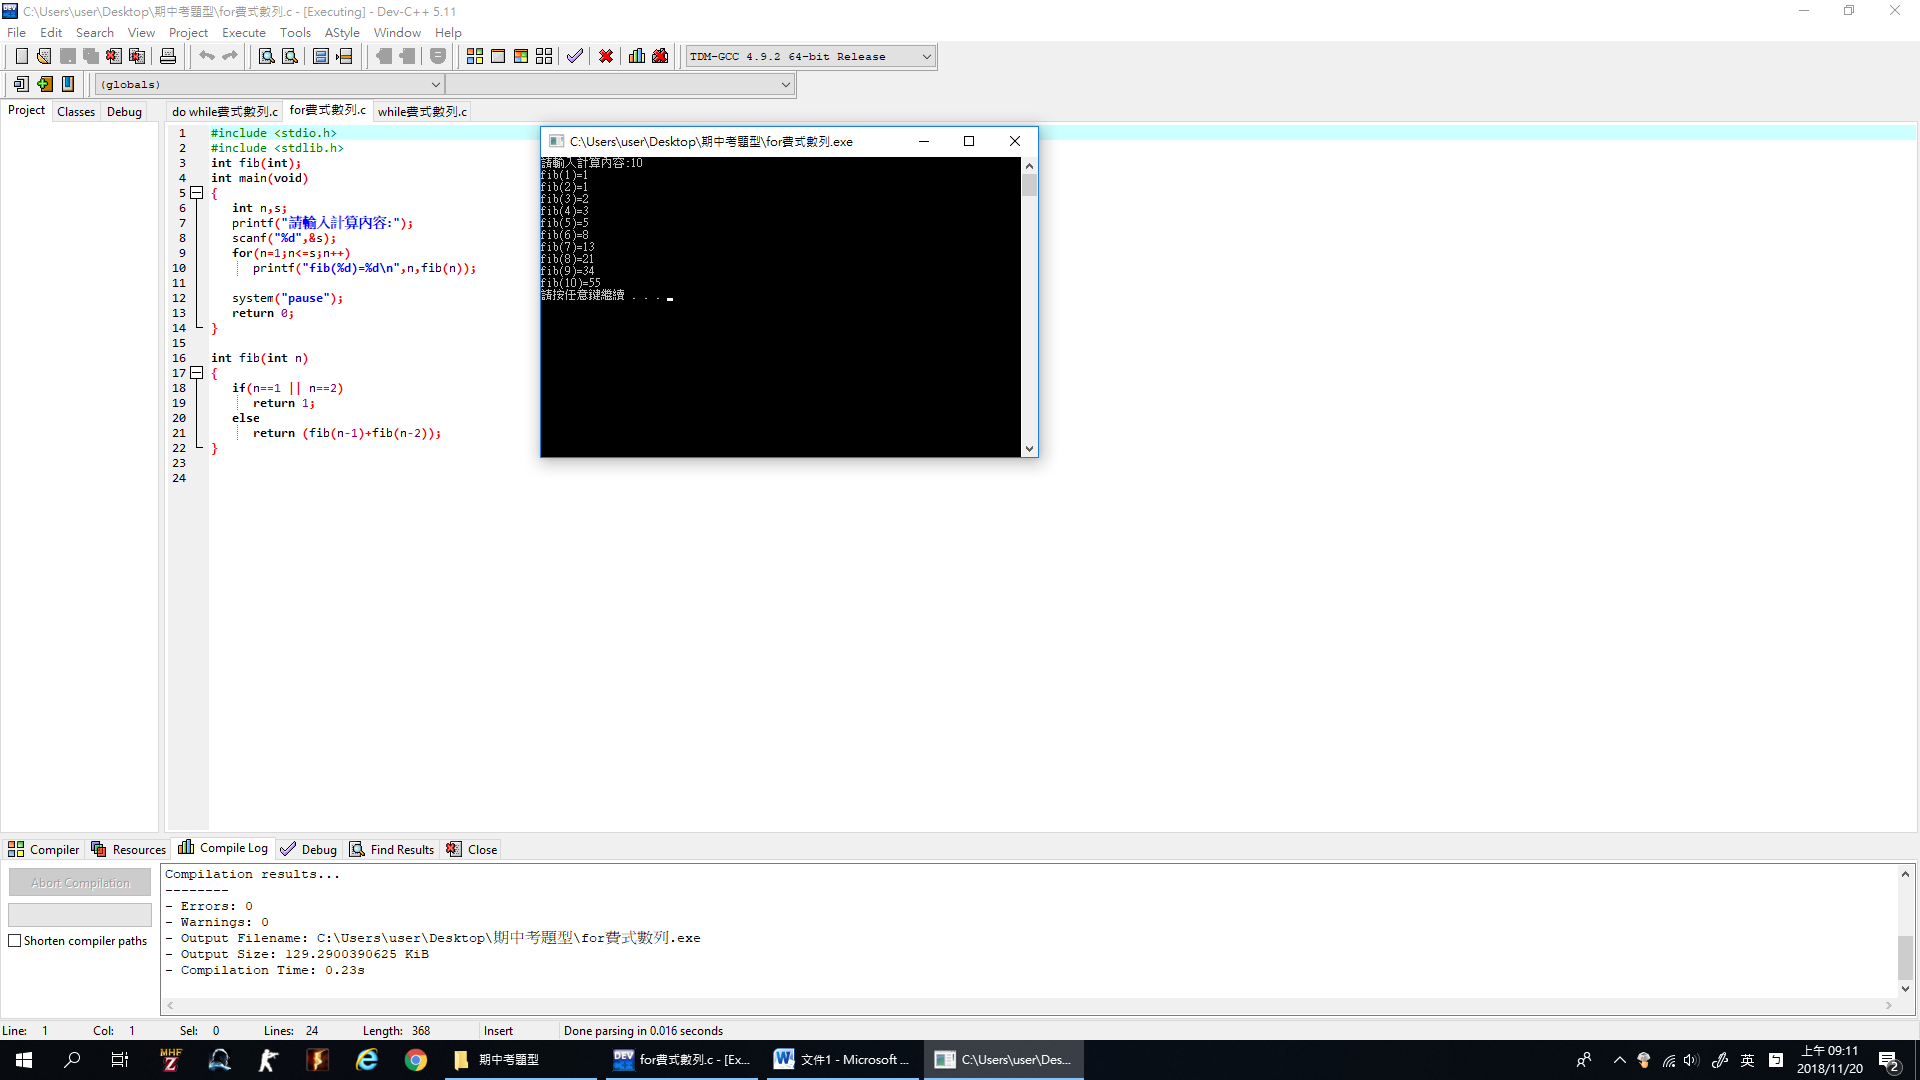 C:\Users\user\Desktop\期中考題型\for費式數列.c - [Executing] - Dev-C++ 5.11
File Edit Search View Project Execute Tools AStyle Window Help
TDM-GCC 4.9.2 64-bit Release
(globals)
Project Classes Debug
do while費式數列.c for費式數列.c while費式數列.c
1 #include <stdio.h>
2 #include <stdlib.h>
3 int fib(int);
4 int main(void)
5 {
6 int n,s;
7 printf("請輸入計算內容:");
8 scanf("%d",&s);
9 for(n=1;n<=s;n++)
10 printf("fib(%d)=%d\n",n,fib(n));
11
12 system("pause");
13 return 0;
14 }
15
16 int fib(int n)
17 {
18 if(n==1 || n==2)
19 return 1;
20 else
21 return (fib(n-1)+fib(n-2));
22 }
23
24
C:\Users\user\Desktop\期中考題型\for費式數列.exe
請輸入計算內容:10
fib(1)=1
fib(2)=1
fib(3)=2
fib(4)=3
fib(5)=5
fib(6)=8
fib(7)=13
fib(8)=21
fib(9)=34
fib(10)=55
請按任意鍵繼續 . . .
Compiler Resources Compile Log Debug Find Results Close
Abort Compilation
Shorten compiler paths
Compilation results...
--------
- Errors: 0
- Warnings: 0
- Output Filename: C:\Users\user\Desktop\期中考題型\for費式數列.exe
- Output Size: 129.2900390625 KiB
- Compilation Time: 0.23s
Line: 1 Col: 1 Sel: 0 Lines: 24 Length: 368 Insert Done parsing in 0.016 seconds
MHF Z
期中考題型
DEV for費式數列.c - [Ex...
文件1 - Microsoft ...
C:\Users\user\Des...
英
上午 09:11
2018/11/20
2